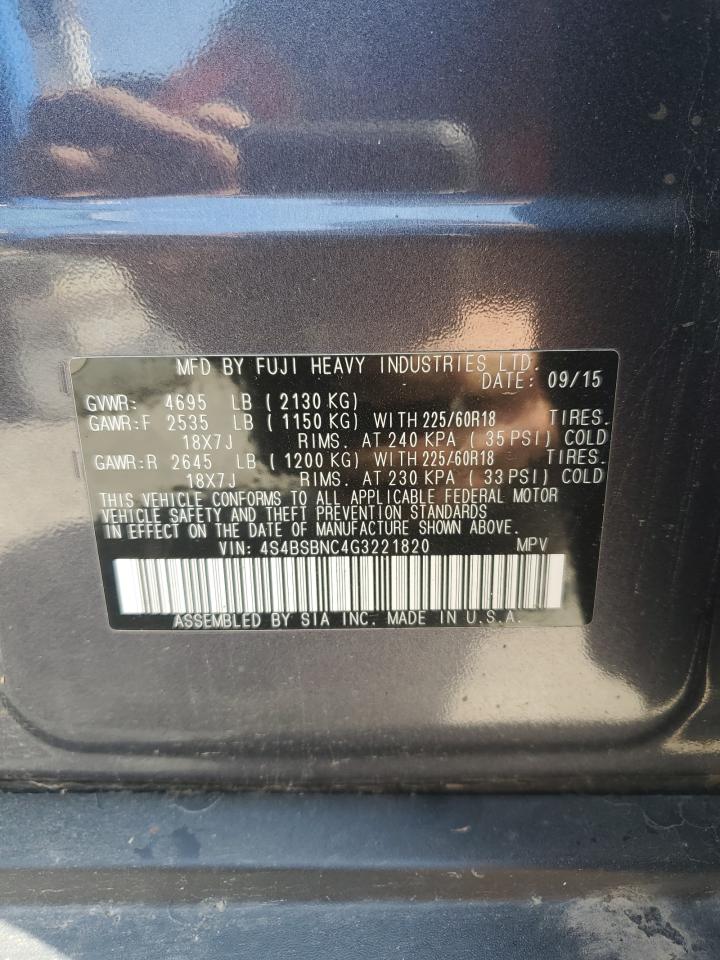 MFD BY FUJI HEAVY INDUSTRIES LTD.
DATE: 09/15
GVWR: 4695 LB ( 2130 KG)
GAWR:F 2535 LB ( 1150 KG) WITH 225/60R18 TIRES.
18X7J RIMS. AT 240 KPA ( 35 PSI) COLD
GAWR:R 2645 LB ( 1200 KG) WITH 225/60R18 TIRES.
18X7J RIMS. AT 230 KPA ( 33 PSI) COLD
THIS VEHICLE CONFORMS TO ALL APPLICABLE FEDERAL MOTOR
VEHICLE SAFETY AND THEFT PREVENTION STANDARDS
IN EFFECT ON THE DATE OF MANUFACTURE SHOWN ABOVE.
VIN: 4S4BSBNC4G3221820 MPV
ASSEMBLED BY SIA INC. MADE IN U.S.A.